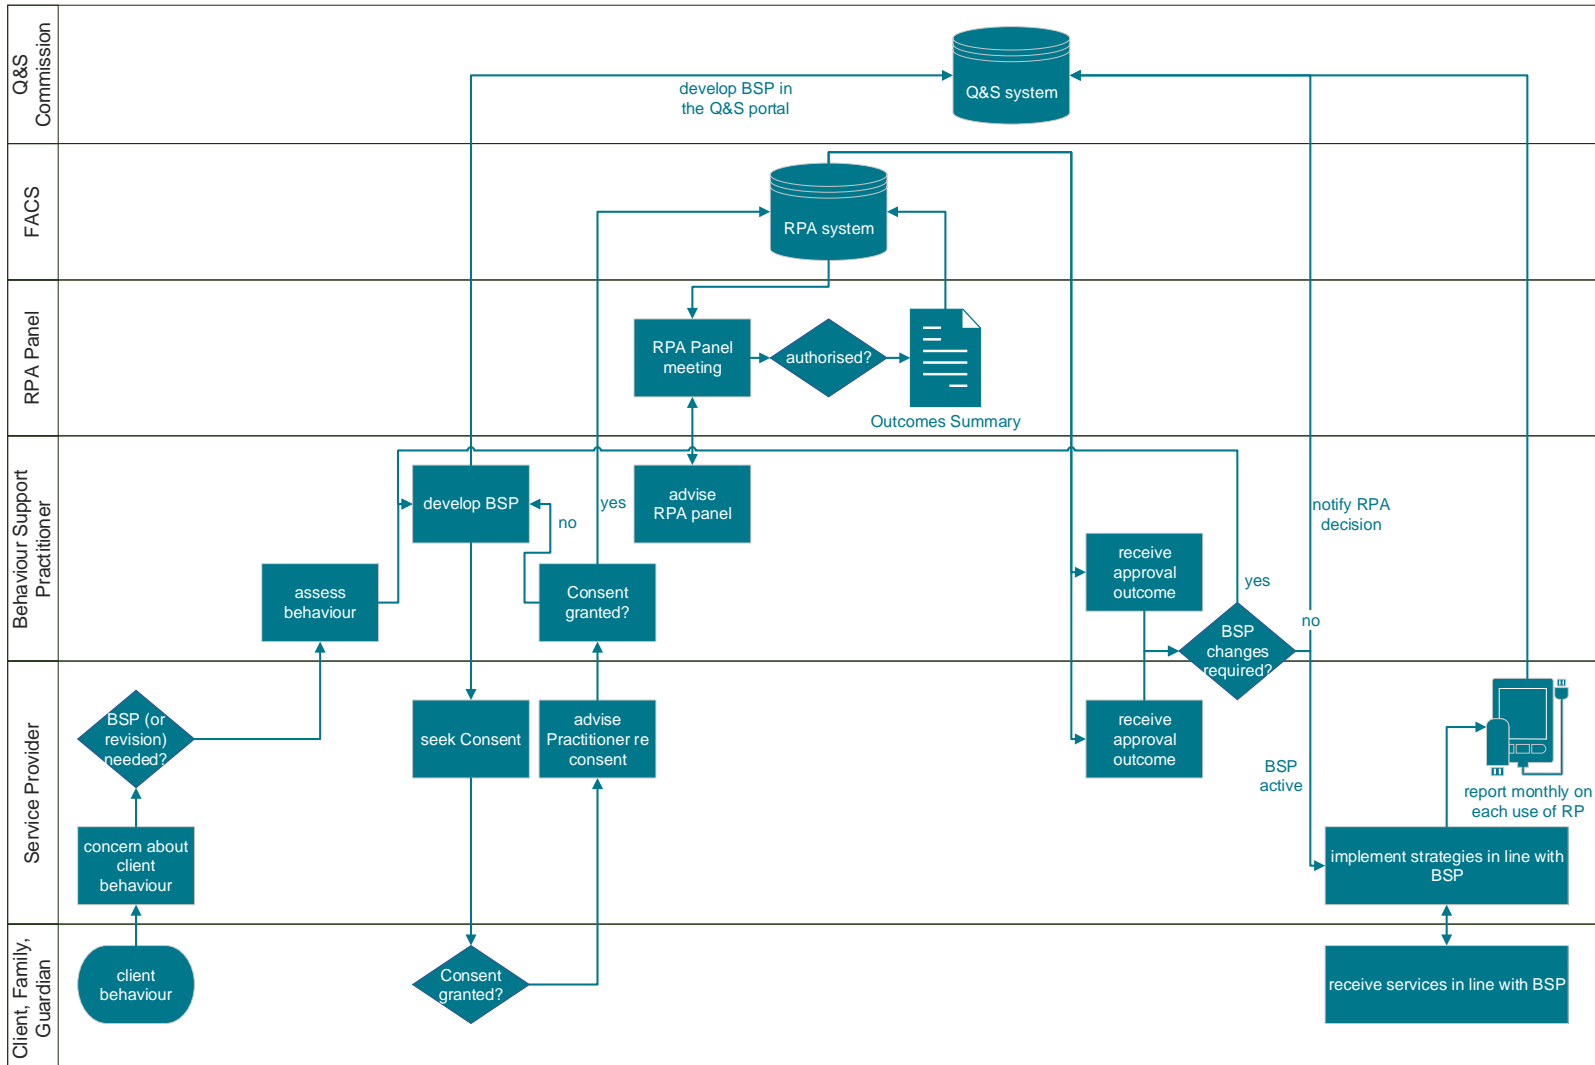 Q&S
Commission
develop BSP in
the Q&S portal
Q&S system
FACS
RPA system
RPA Panel
RPA Panel
meeting
authorised?
Outcomes Summary
Behaviour Support
Practitioner
assess
behaviour
develop BSP
no
yes
Consent
granted?
advise
RPA panel
receive
approval
outcome
BSP
changes
required?
yes
notify RPA
decision
no
Service Provider
BSP (or
revision)
needed?
concern about
client
behaviour
seek Consent
advise
Practitioner re
consent
receive
approval
outcome
BSP
active
report monthly on
each use of RP
implement strategies in line with
BSP
Client, Family,
Guardian
client
behaviour
Consent
granted?
receive services in line with BSP